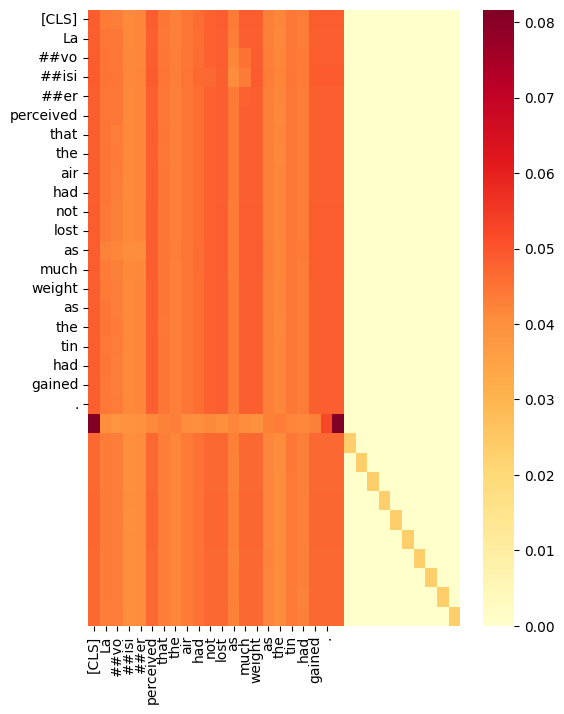 [CLS]
La
##vo
##isi
##er
perceived
that
the
air
had
not
lost
as
much
weight
as
the
tin
had
gained
.
0.08
0.07
0.06
0.05
0.04
0.03
0.02
0.01
0.00
[CLS]
La
##vo
##isi
##er
perceived
that
the
air
had
not
lost
as
much
weight
as
the
tin
had
gained
.